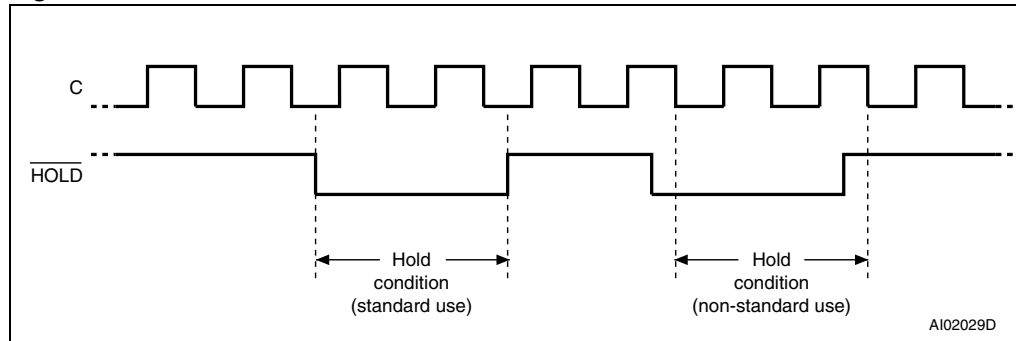 C
HOLD
Hold
condition
(standard use)
Hold
condition
(non-standard use)
AI02029D